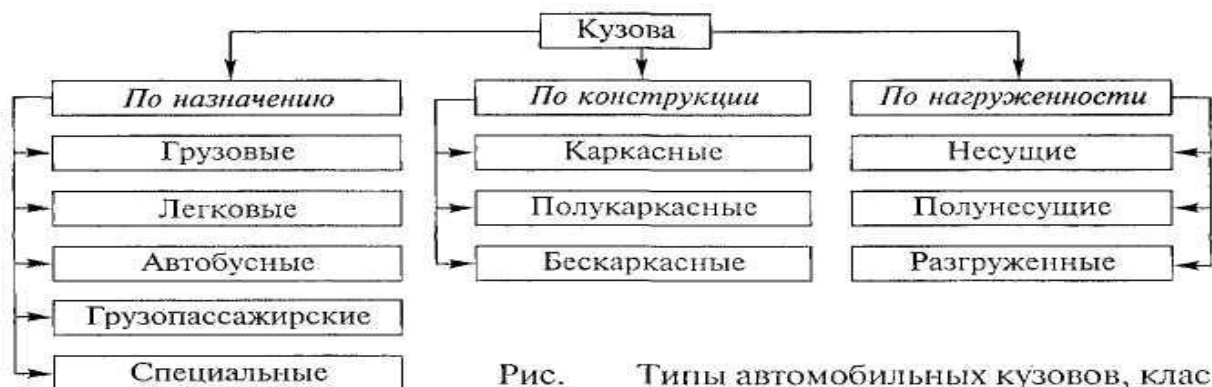 Кузова
По назначению
Грузовые
Легковые
Автобусные
Грузопассажирские
Специальные
По конструкции
Каркасные
Полукаркасные
Бескаркасные
По нагруженности
Несущие
Полунесущие
Разгруженные
Рис. Типы автомобильных кузовов, клас